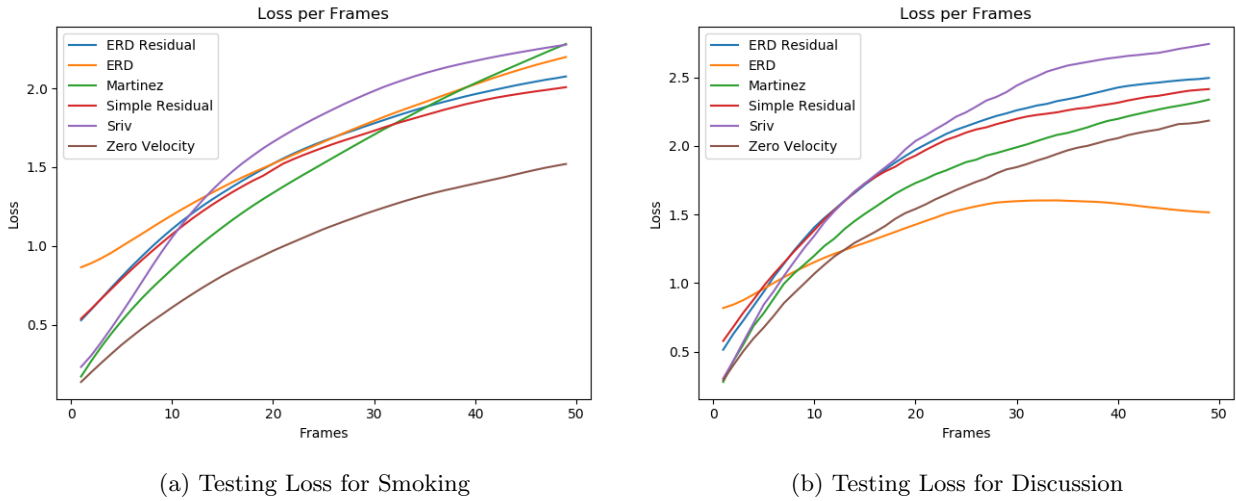 Loss per Frames
ERD Residual
ERD
Martinez
Simple Residual
Sriv
Zero Velocity
2.0
1.5
1.0
0.5
Loss
0 10 20 30 40 50
Frames
(a) Testing Loss for Smoking
Loss per Frames
ERD Residual
ERD
Martinez
Simple Residual
Sriv
Zero Velocity
2.5
2.0
1.5
1.0
0.5
Loss
0 10 20 30 40 50
Frames
(b) Testing Loss for Discussion